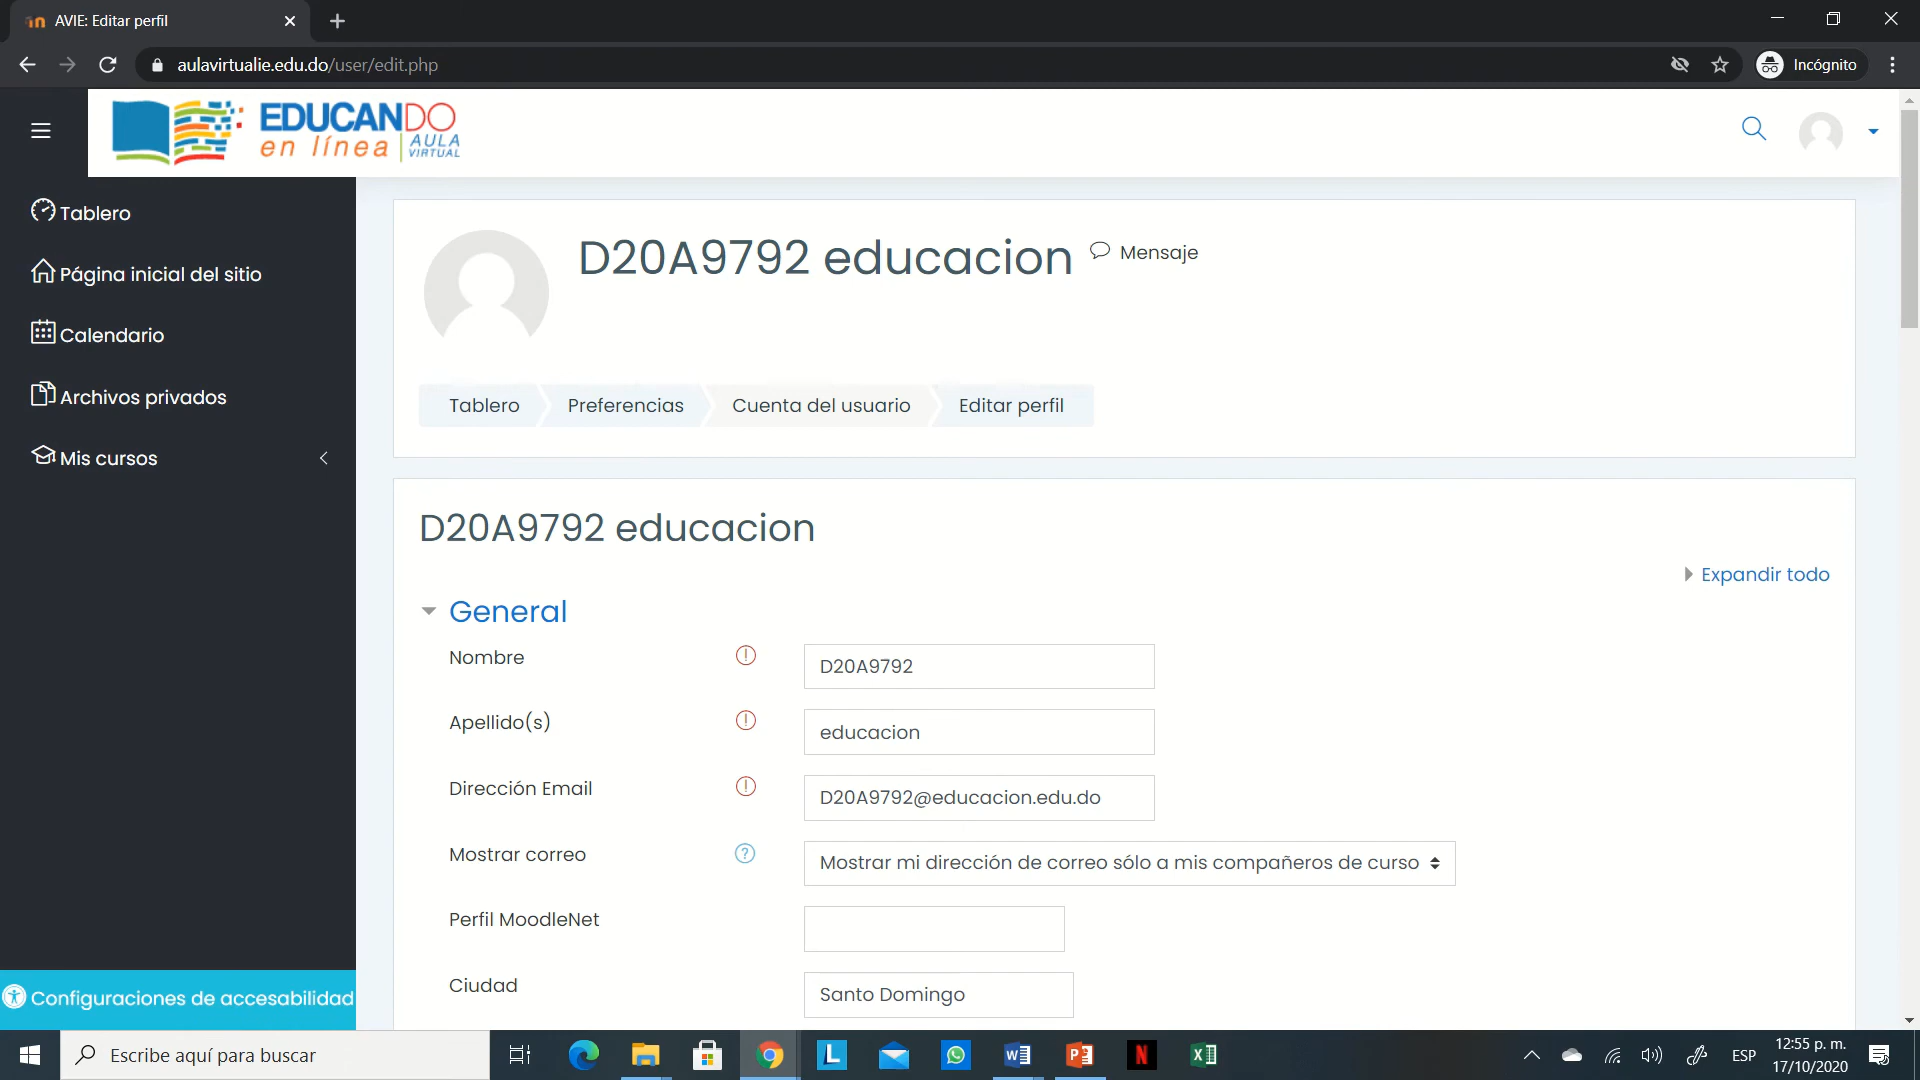 AVIE: Editar perfil
aulavirtualie.edu.do/user/edit.php
Incógnito
EDUCANDO
en línea
AULA
VIRTUAL
Tablero
Página inicial del sitio
Calendario
Archivos privados
Mis cursos
Configuraciones de accesabilidad
D20A9792 educacion
Mensaje
Tablero
Preferencias
Cuenta del usuario
Editar perfil
D20A9792 educacion
Expandir todo
General
Nombre
D20A9792
Apellido(s)
educacion
Dirección Email
D20A9792@educacion.edu.do
Mostrar correo
Mostrar mi dirección de correo sólo a mis compañeros de curso
Perfil MoodleNet
Ciudad
Santo Domingo
Escribe aquí para buscar
ESP
12:55 p. m.
17/10/2020